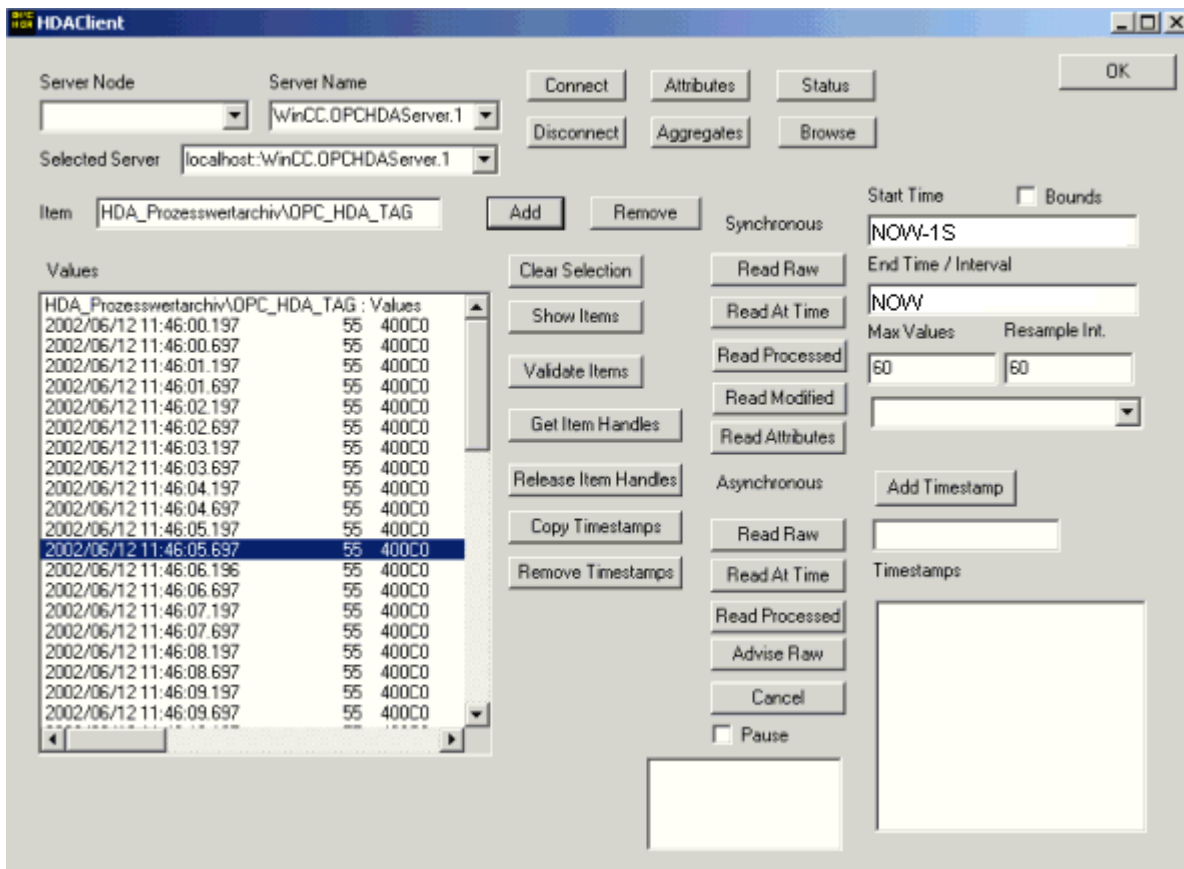 OPC HDA HDAClient
Server Node
Server Name
Connect
Attributes
Status
OK
WinCC.OPCHDAServer.1
Disconnect
Aggregates
Browse
Selected Server
localhost::WinCC.OPCHDAServer.1
Item
HDA_Prozesswertarchiv\OPC_HDA_TAG
Add
Remove
Values
HDA_Prozesswertarchiv\OPC_HDA_TAG : Values
2002/06/12 11:46:00.197 55 400C0
2002/06/12 11:46:00.697 55 400C0
2002/06/12 11:46:01.197 55 400C0
2002/06/12 11:46:01.697 55 400C0
2002/06/12 11:46:02.197 55 400C0
2002/06/12 11:46:02.697 55 400C0
2002/06/12 11:46:03.197 55 400C0
2002/06/12 11:46:03.697 55 400C0
2002/06/12 11:46:04.197 55 400C0
2002/06/12 11:46:04.697 55 400C0
2002/06/12 11:46:05.197 55 400C0
2002/06/12 11:46:05.697 55 400C0
2002/06/12 11:46:06.196 55 400C0
2002/06/12 11:46:06.697 55 400C0
2002/06/12 11:46:07.197 55 400C0
2002/06/12 11:46:07.697 55 400C0
2002/06/12 11:46:08.197 55 400C0
2002/06/12 11:46:08.697 55 400C0
2002/06/12 11:46:09.197 55 400C0
2002/06/12 11:46:09.697 55 400C0
Clear Selection
Show Items
Validate Items
Get Item Handles
Release Item Handles
Copy Timestamps
Remove Timestamps
Synchronous
Read Raw
Read At Time
Read Processed
Read Modified
Read Attributes
Asynchronous
Read Raw
Read At Time
Read Processed
Advise Raw
Cancel
Pause
Start Time
Bounds
NOW-1S
End Time / Interval
NOW
Max Values
Resample Int.
60
60
Add Timestamp
Timestamps